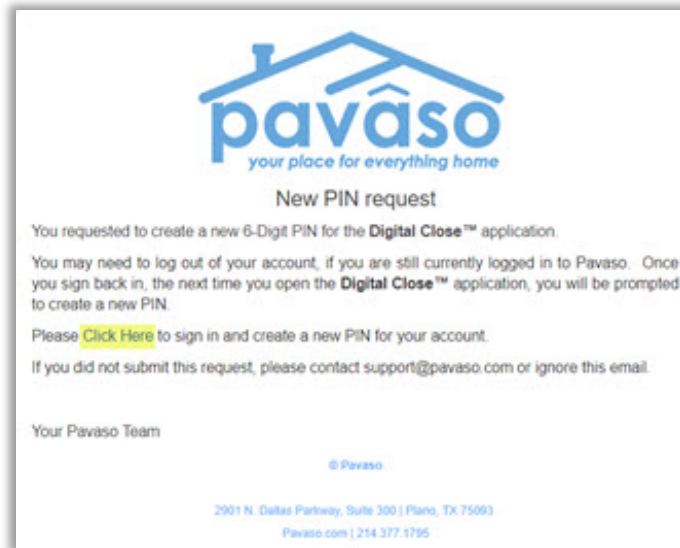 pavâso
your place for everything home
New PIN request
You requested to create a new 6-Digit PIN for the Digital Close™ application.
You may need to log out of your account, if you are still currently logged in to Pavaso. Once
you sign back in, the next time you open the Digital Close™ application, you will be prompted
to create a new PIN.
Please Click Here to sign in and create a new PIN for your account.
If you did not submit this request, please contact support@pavaso.com or ignore this email.
Your Pavaso Team
© Pavaso
2901 N. Dallas Parkway, Suite 300 | Plano, TX 75093
Pavaso.com | 214.377.1795